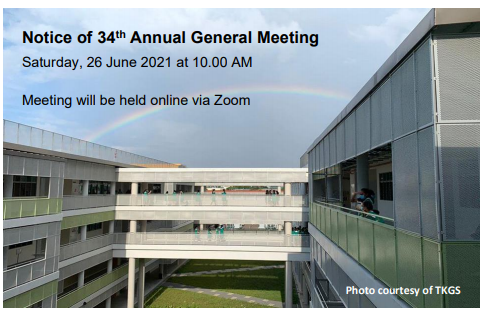 Notice of 34th Annual General Meeting
Saturday, 26 June 2021 at 10.00 AM
Meeting will be held online via Zoom
Photo courtesy of TKGS